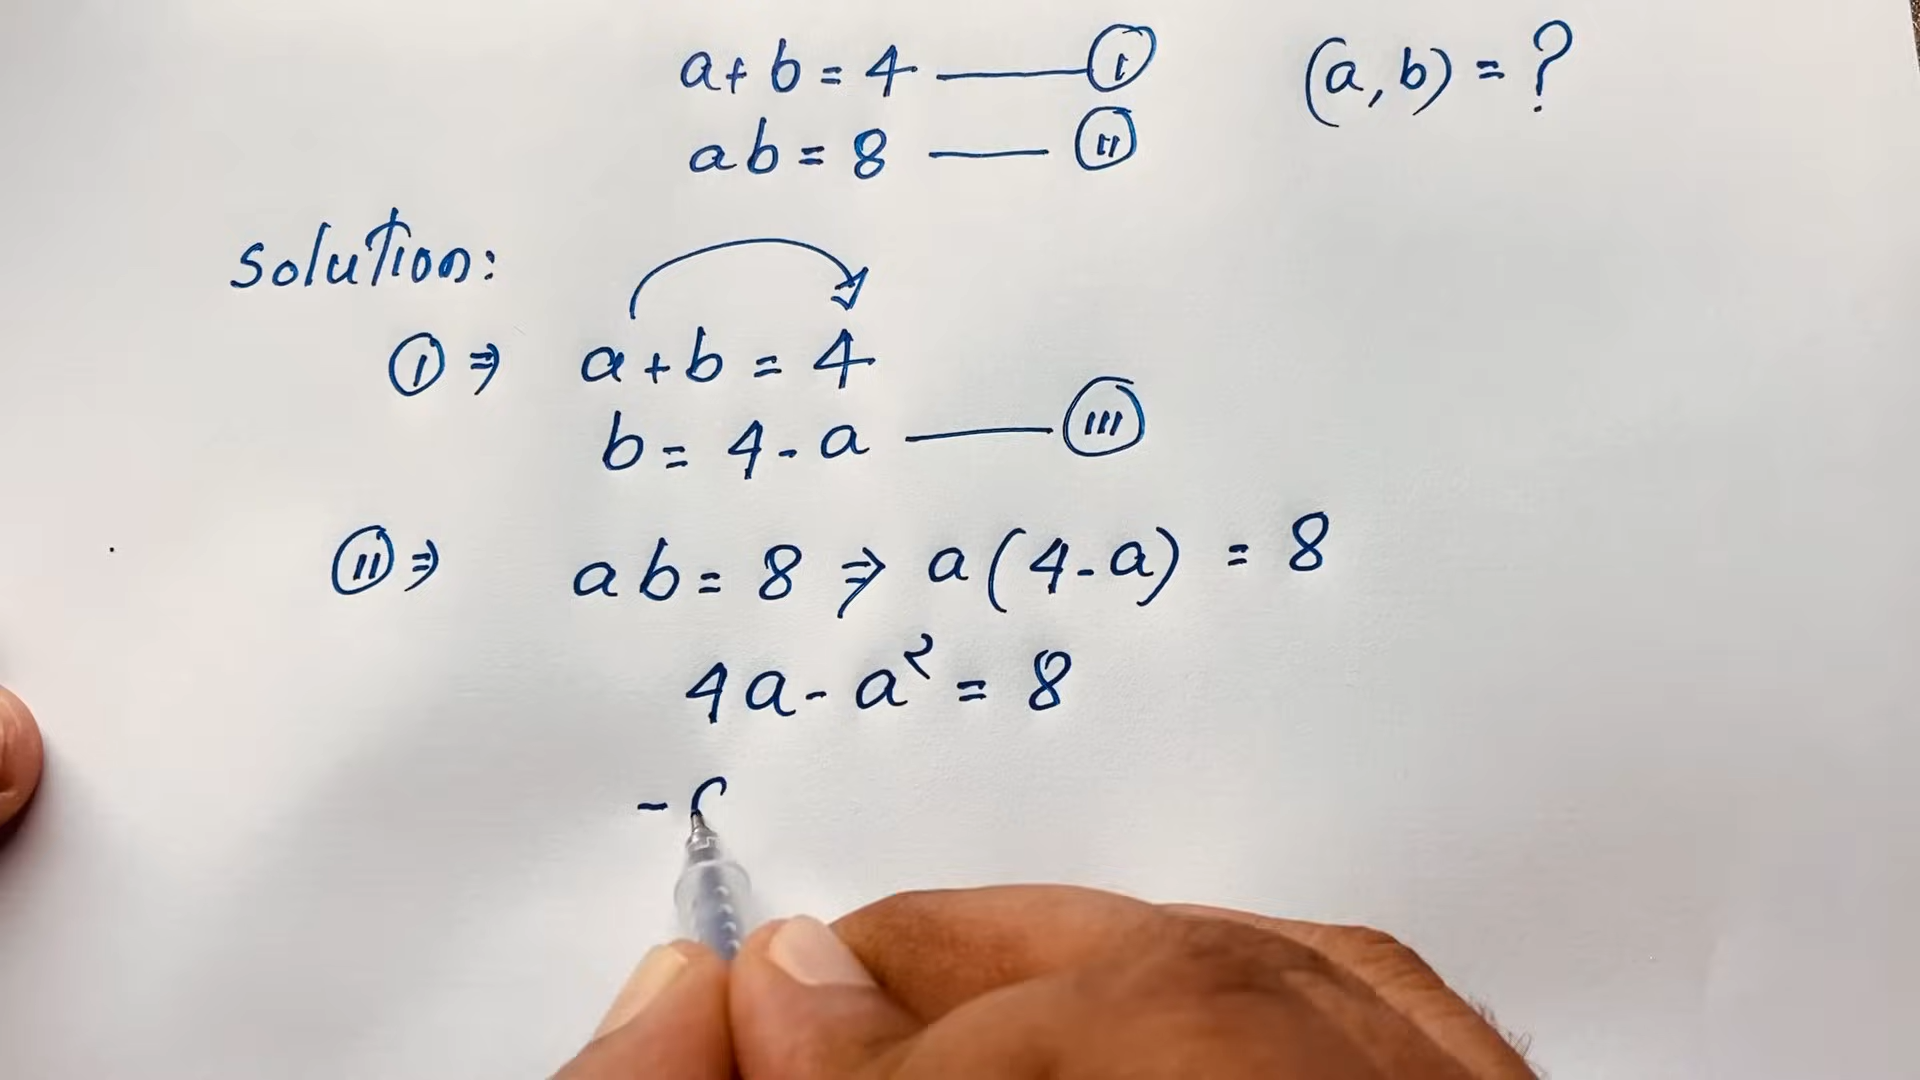 a+b=4 — (i) (a,b)=?
ab=8 — (ii)
Solution:
(i) ⇒ a+b=4
b=4-a — (iii)
(ii) ⇒ ab=8 ⇒ a(4-a)=8
4a-a²=8
-